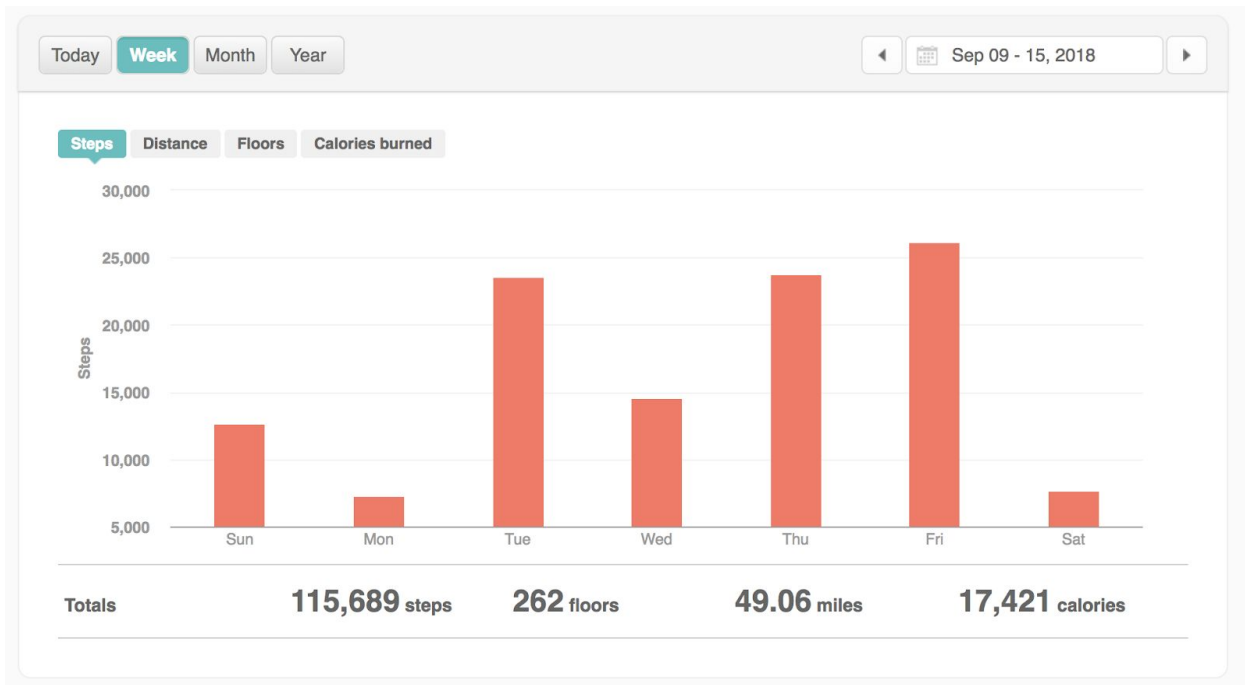 Today Week Month Year Sep 09 - 15, 2018
Steps Distance Floors Calories burned
30,000
25,000
20,000
15,000
10,000
5,000
Steps
Sun Mon Tue Wed Thu Fri Sat
Totals 115,689 steps 262 floors 49.06 miles 17,421 calories